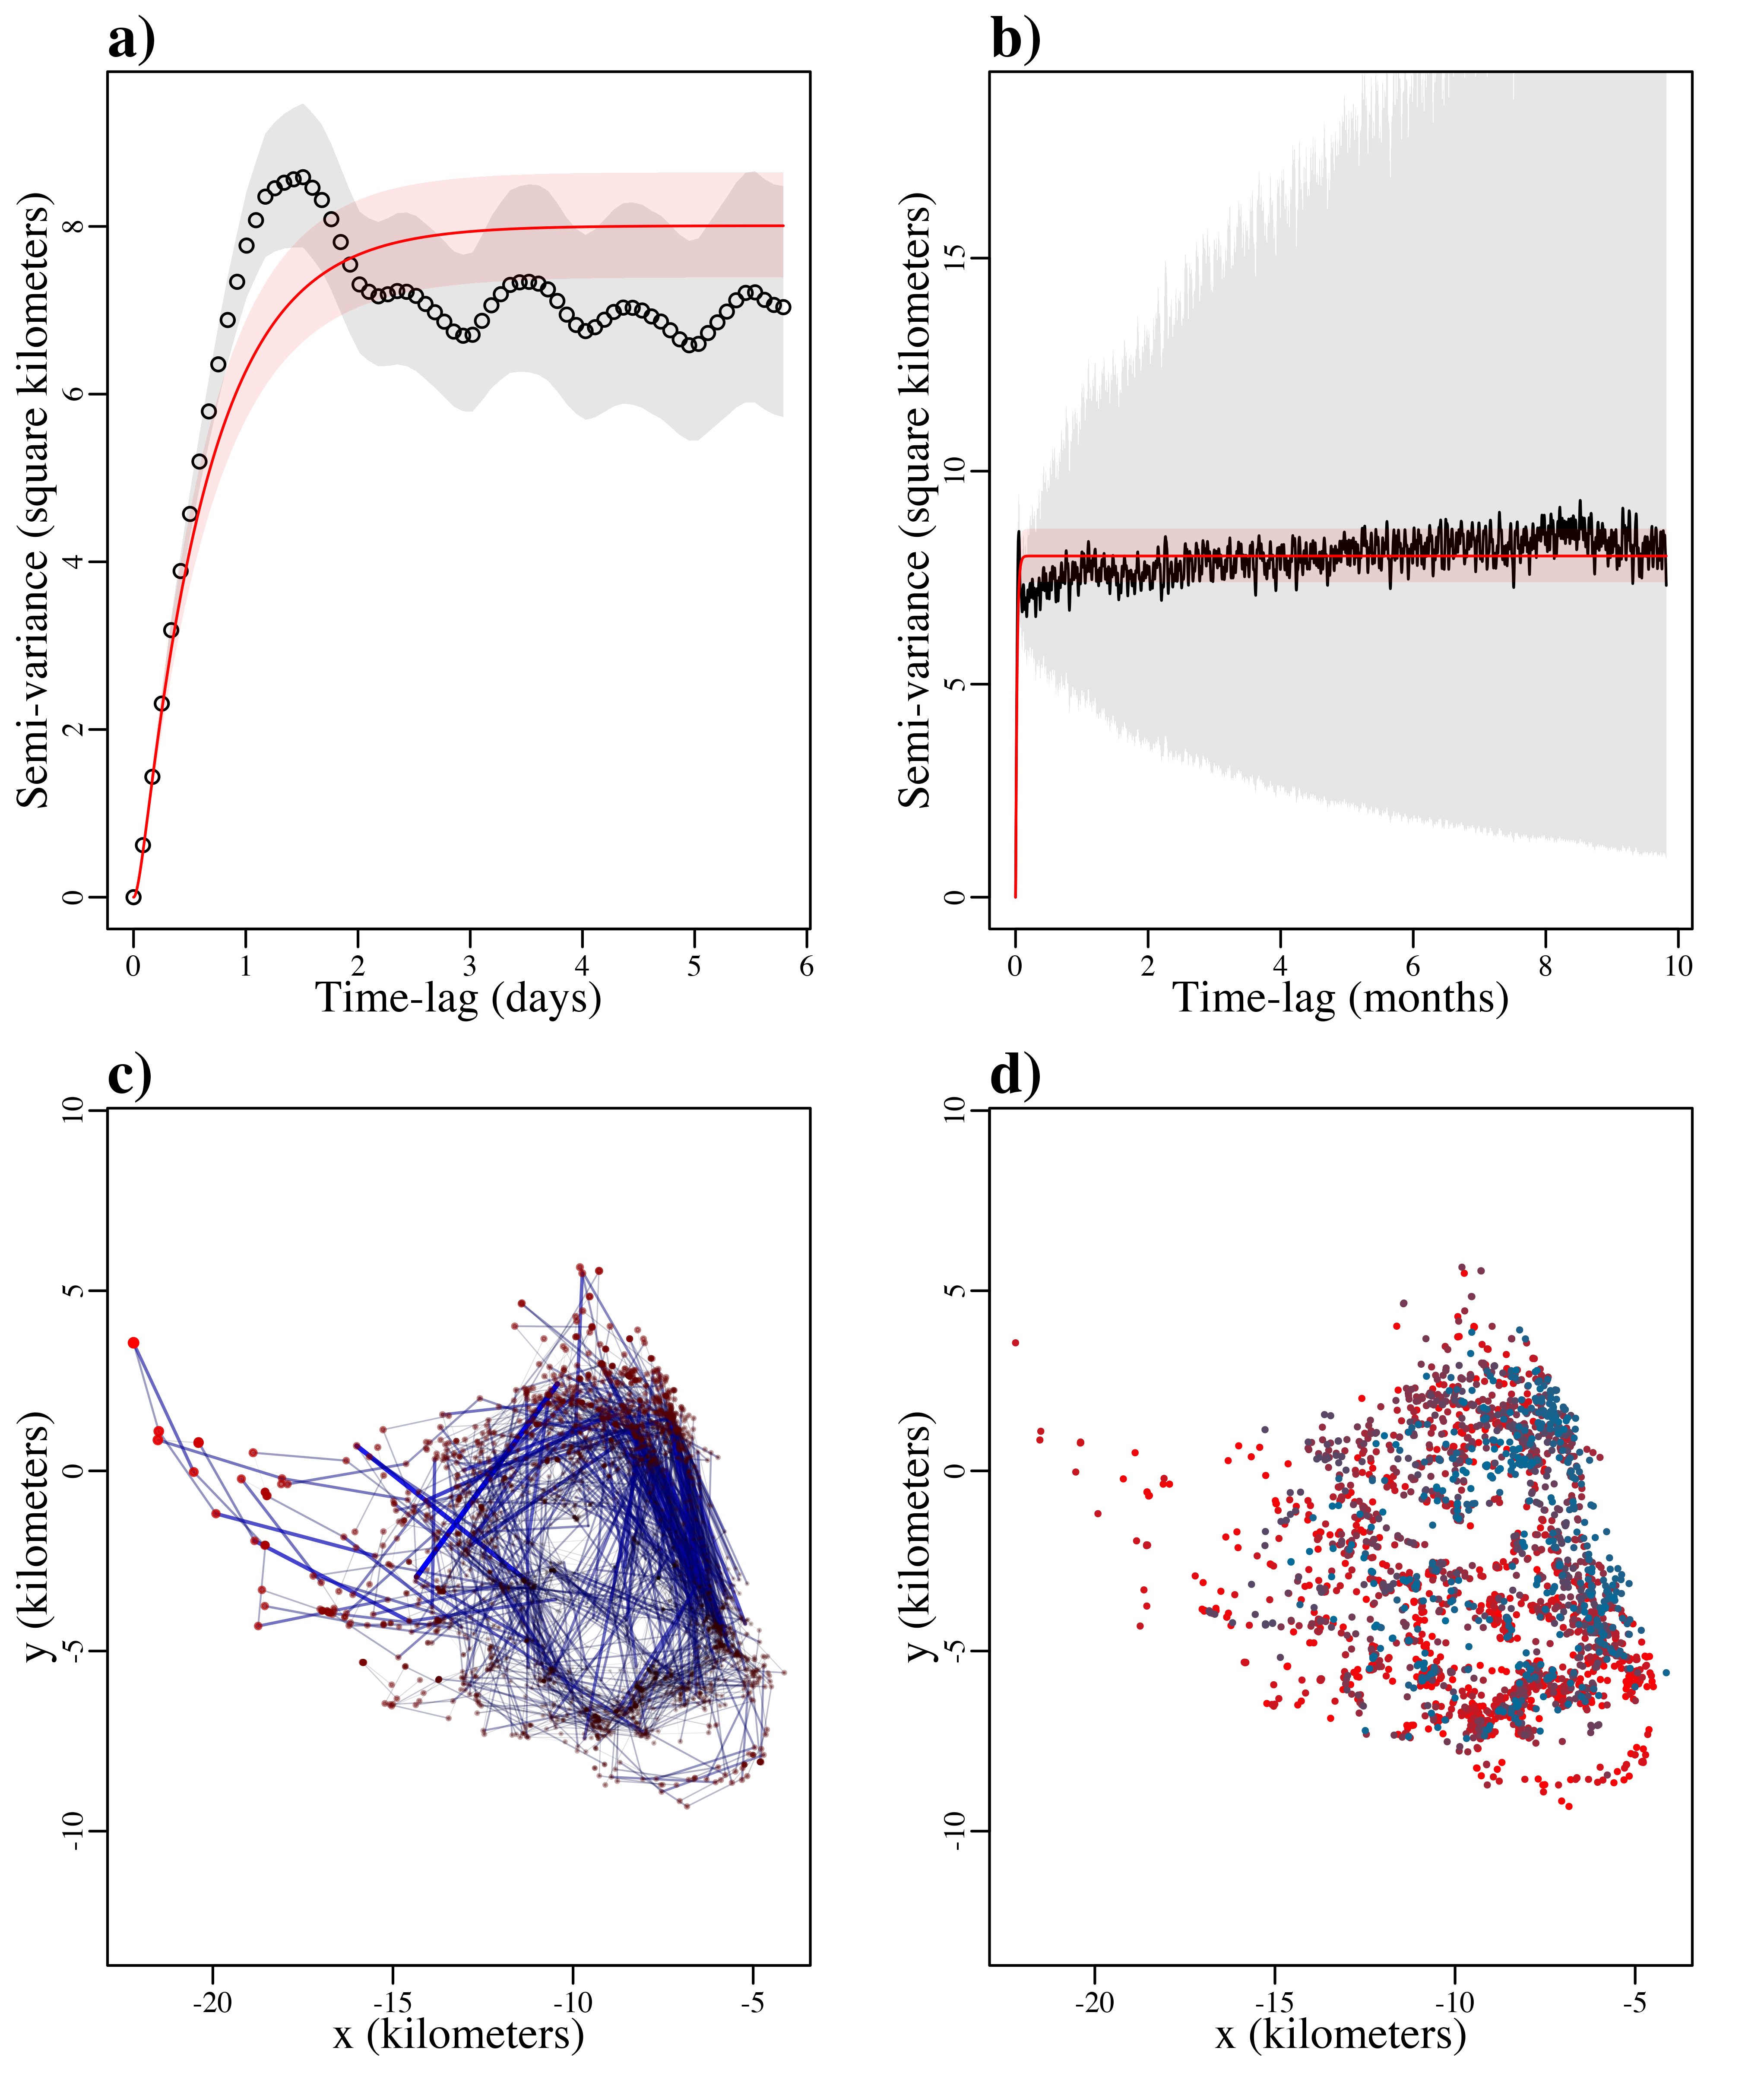 a)
Semi-variance (square kilometers)
0 2 4 6 8
0 1 2 3 4 5 6
Time-lag (days)
b)
Semi-variance (square kilometers)
0 5 10 15
0 2 4 6 8 10
Time-lag (months)
c)
y (kilometers)
-10 -5 0 5 10
-20 -15 -10 -5
x (kilometers)
d)
y (kilometers)
-10 -5 0 5 10
-20 -15 -10 -5
x (kilometers)